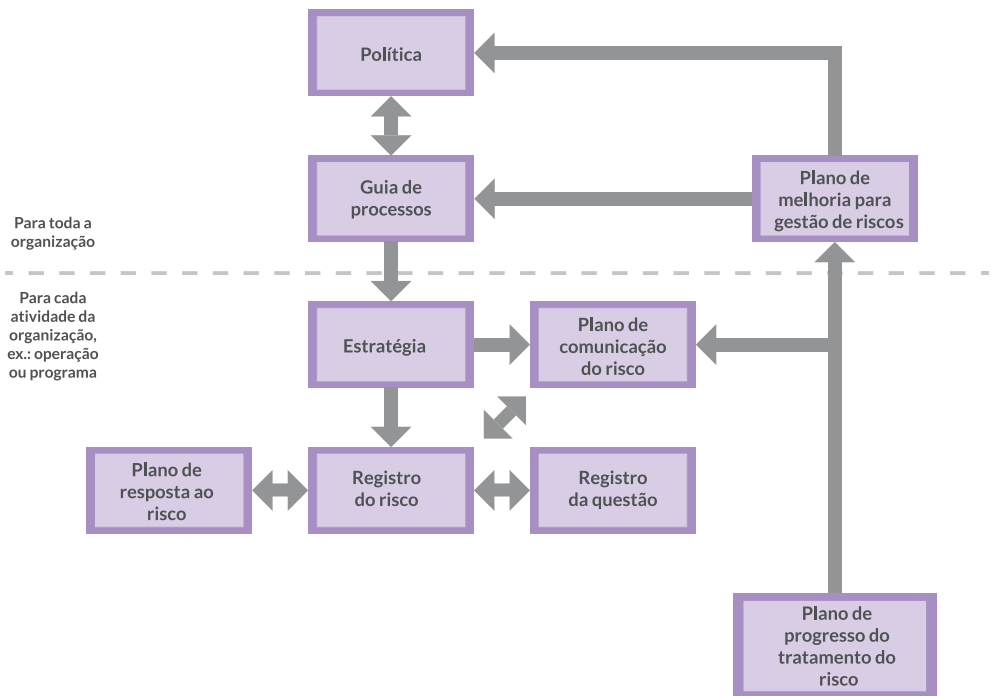 Política
Guia de
processos
Plano de
melhoria para
gestão de riscos
Para toda a
organização
Para cada
atividade da
organização,
ex.: operação
ou programa
Estratégia
Plano de
comunicação
do risco
Plano de
resposta ao
risco
Registro
do risco
Registro
da questão
Plano de
progresso do
tratamento do
risco